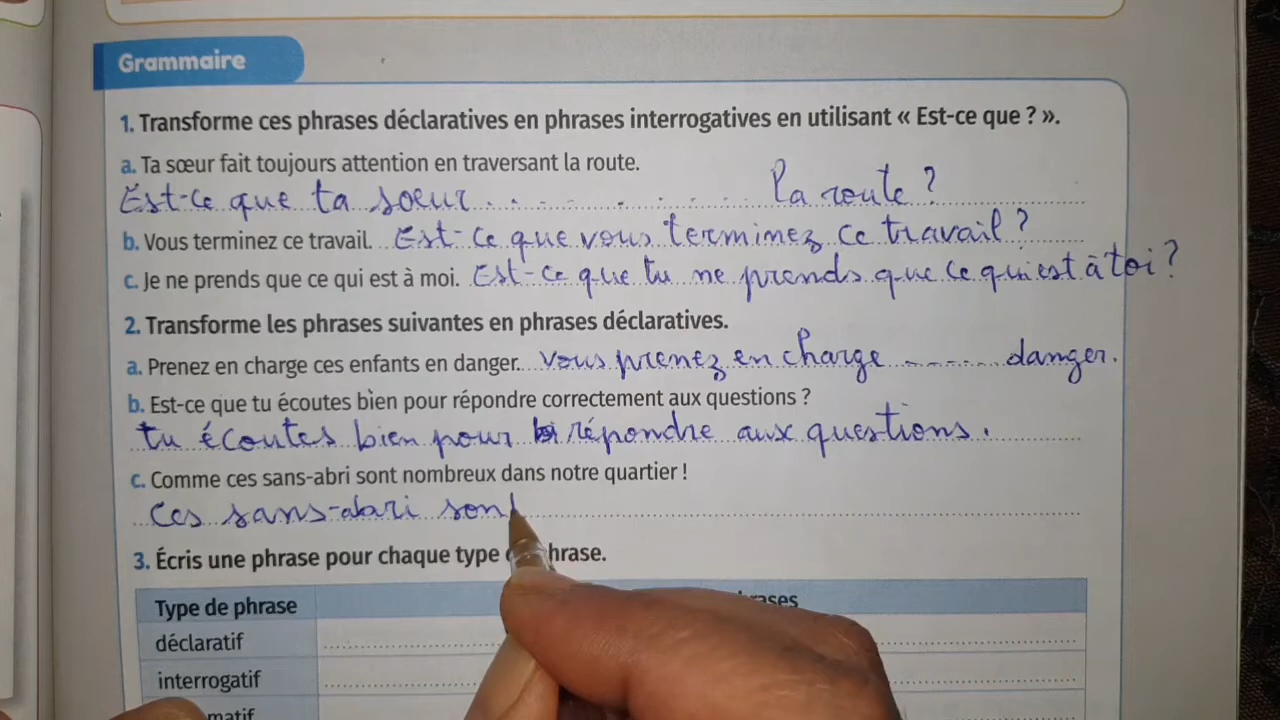 Grammaire
1. Transforme ces phrases déclaratives en phrases interrogatives en utilisant « Est-ce que ? ».
a. Ta sœur fait toujours attention en traversant la route.
Est-ce que ta sœur . . . . . . . . la route ?
b. Vous terminez ce travail. Est-ce que vous terminez ce travail ?
c. Je ne prends que ce qui est à moi. Est-ce que tu ne prends que ce qui est à toi ?
2. Transforme les phrases suivantes en phrases déclaratives.
a. Prenez en charge ces enfants en danger. vous prenez en charge ........ danger.
b. Est-ce que tu écoutes bien pour répondre correctement aux questions ?
tu écoutes bien pour répondre aux questions.
c. Comme ces sans-abri sont nombreux dans notre quartier !
Ces sans-abri son
3. Écris une phrase pour chaque type hrase.
Type de phrase
déclaratif
interrogatif